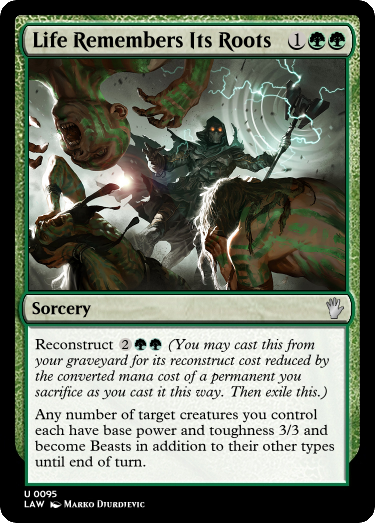 Life Remembers Its Roots 1
Sorcery
Reconstruct 2 (You may cast this from
your graveyard for its reconstruct cost reduced by
the converted mana cost of a permanent you
sacrifice as you cast it this way. Then exile this.)
Any number of target creatures you control
each have base power and toughness 3/3 and
become Beasts in addition to their other types
until end of turn.
U 0095
LAW Marko Djurdjevic